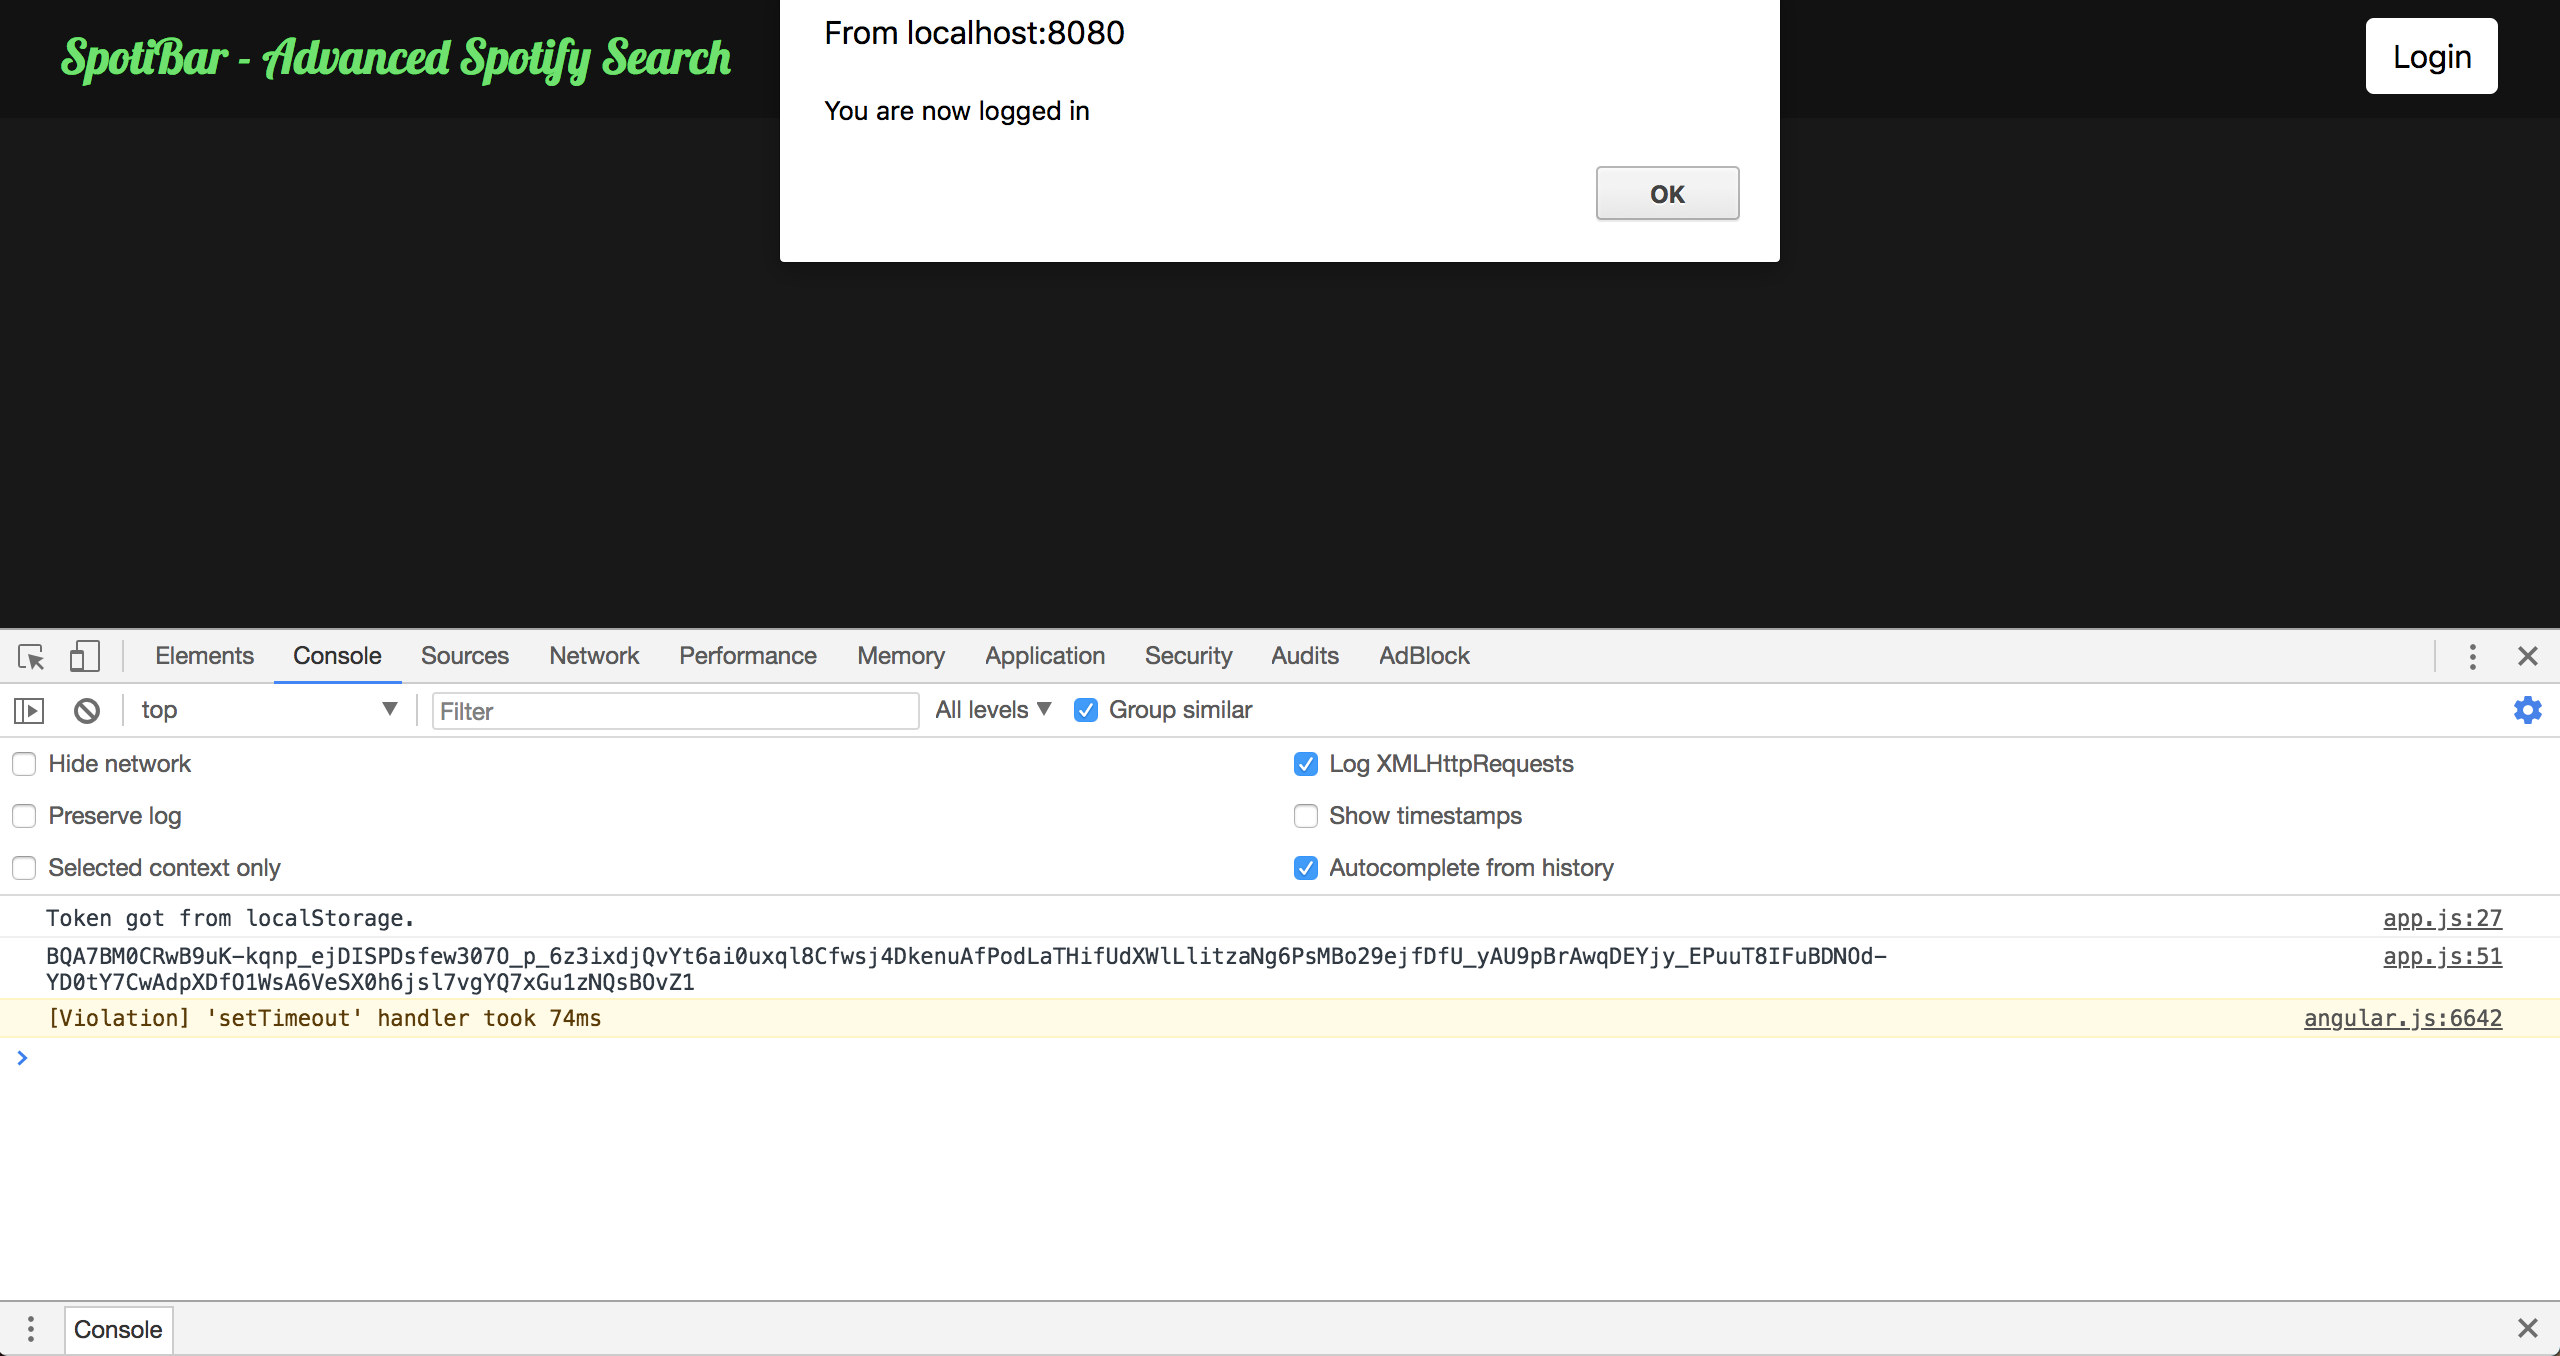 SpotiBar - Advanced Spotify Search
From localhost:8080
You are now logged in
OK
Login
Elements Console Sources Network Performance Memory Application Security Audits AdBlock
top Filter All levels Group similar
Hide network Log XMLHttpRequests
Preserve log Show timestamps
Selected context only Autocomplete from history
Token got from localStorage. app.js:27
BQA7BM0CRwB9uK-kqnp_ejDISPDsfew307O_p_6z3ixdjQvYt6ai0uxql8Cfwsj4DkenuAfPodLaTHifUdXWlLlitzaNg6PsMBo29ejfDfU_yAU9pBrAwqDEYjy_EPuuT8IFuBDNOd- app.js:51
YD0tY7CwAdpXDfO1WsA6VeSX0h6jsl7vgYQ7xGu1zNQsBOvZ1
[Violation] 'setTimeout' handler took 74ms angular.js:6642
Console